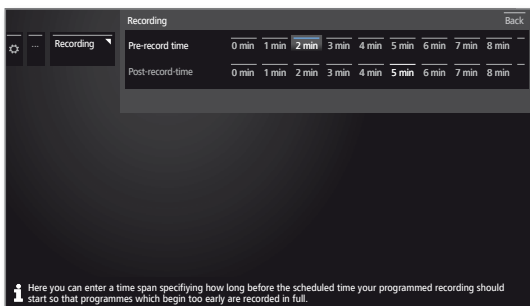 Recording Back
... Recording
Pre-record time 0 min 1 min 2 min 3 min 4 min 5 min 6 min 7 min 8 min
Post-record-time 0 min 1 min 2 min 3 min 4 min 5 min 6 min 7 min 8 min
Here you can enter a time span specifiying how long before the scheduled time your programmed recording should
start so that programmes which begin too early are recorded in full.